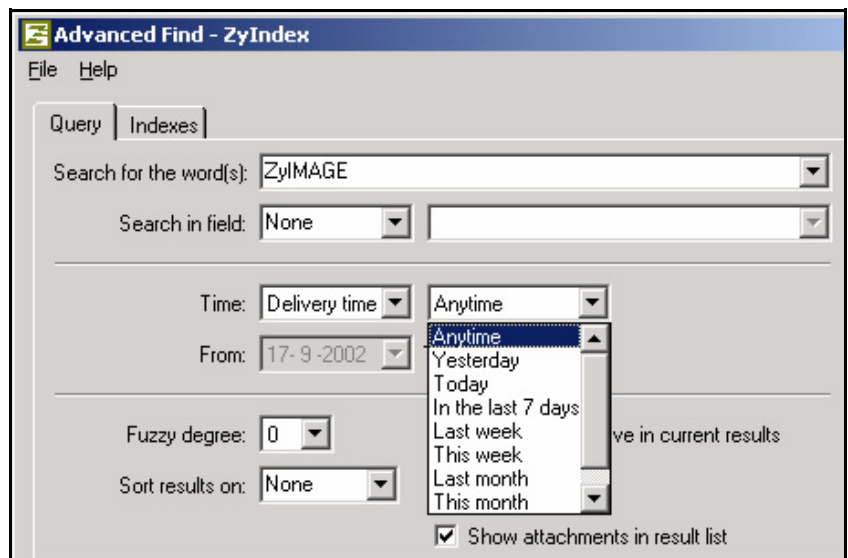 Advanced Find - ZyIndex
File Help
Query Indexes
Search for the word(s): ZyIMAGE
Search in field: None
Time: Delivery time Anytime
Anytime
From: 17- 9 -2002
Yesterday
Today
In the last 7 days
Fuzzy degree: 0 Last week ve in current results
This week
Sort results on: None Last month
This month
Show attachments in result list